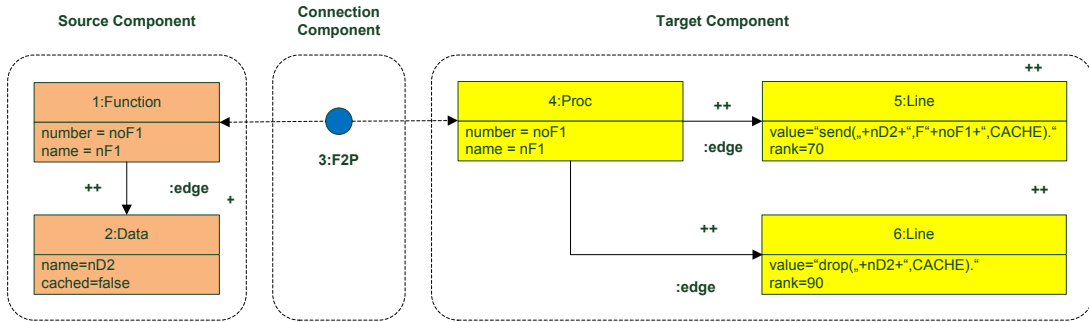 Source Component
Connection
Component
Target Component
++
1:Function
number = noF1
name = nF1
++
:edge
+
2:Data
name=nD2
cached=false
3:F2P
4:Proc
number = noF1
name = nF1
++
:edge
5:Line
value=“send(„+nD2+“,F“+noF1+“,CACHE).“
rank=70
++
++
:edge
6:Line
value=“drop(„+nD2+“,CACHE).“
rank=90